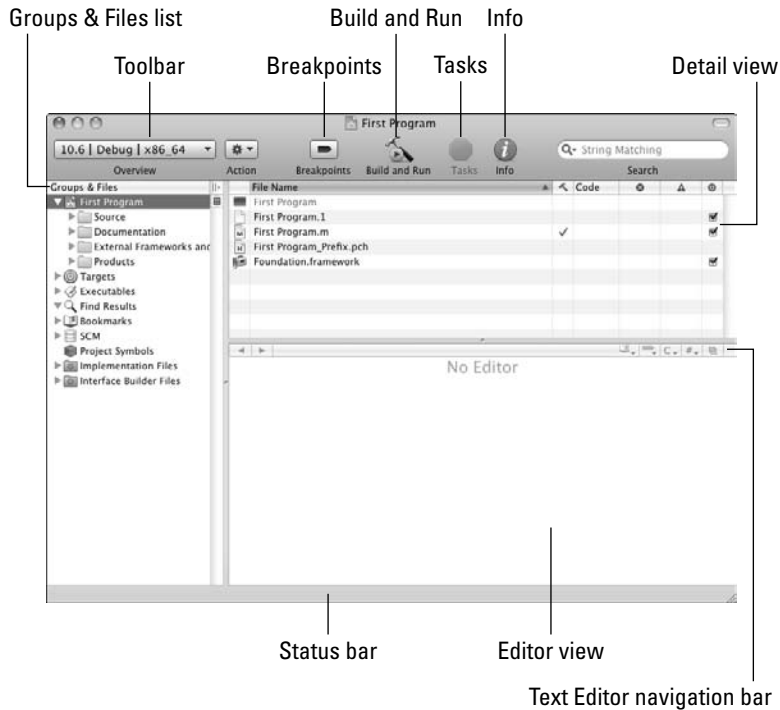 Groups & Files list
Build and Run
Info
Toolbar
Breakpoints
Tasks
Detail view
First Program
10.6 | Debug | x86_64
String Matching
Overview
Action
Breakpoints
Build and Run
Tasks
Info
Search
Groups & Files
File Name
Code
First Program
Source
Documentation
External Frameworks and
Products
Targets
Executables
Find Results
Bookmarks
SCM
Project Symbols
Implementation Files
Interface Builder Files
First Program
First Program.1
First Program.m
First Program_Prefix.pch
Foundation.framework
C
#
No Editor
Status bar
Editor view
Text Editor navigation bar